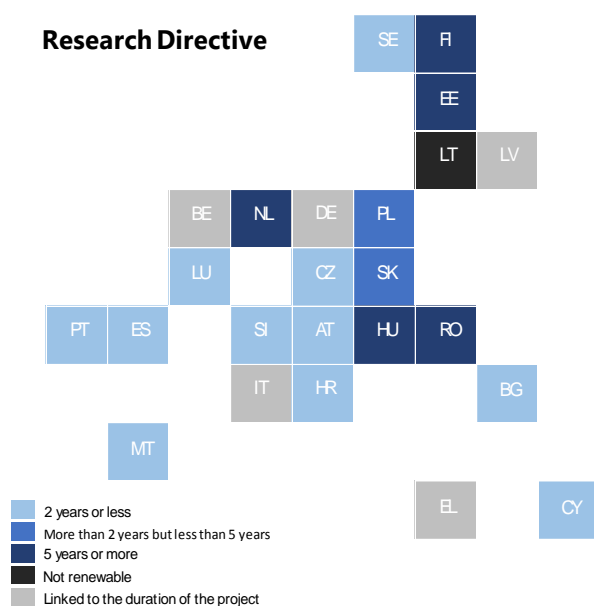 Research Directive
SE FI
EE
LT LV
BE NL DE PL
LU CZ SK
PT ES SI AT HU RO
IT HR BG
MT
EL CY
2 years or less
More than 2 years but less than 5 years
5 years or more
Not renewable
Linked to the duration of the project